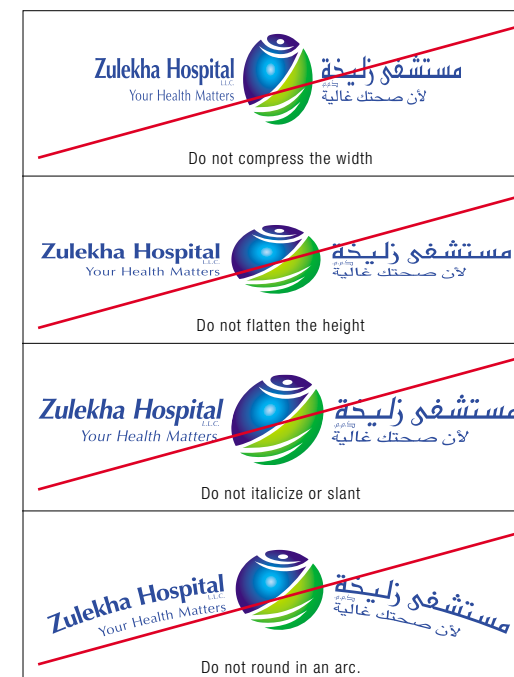 Zulekha Hospital
L.L.C.
Your Health Matters
مستشفى زليخة
ذ.م.م
لأن صحتك غالية
Do not compress the width
Zulekha Hospital
L.L.C.
Your Health Matters
مستشفى زليخة
ذ.م.م
لأن صحتك غالية
Do not flatten the height
Zulekha Hospital
L.L.C.
Your Health Matters
مستشفى زليخة
ذ.م.م
لأن صحتك غالية
Do not italicize or slant
Zulekha Hospital
L.L.C.
Your Health Matters
مستشفى زليخة
ذ.م.م
لأن صحتك غالية
Do not round in an arc.